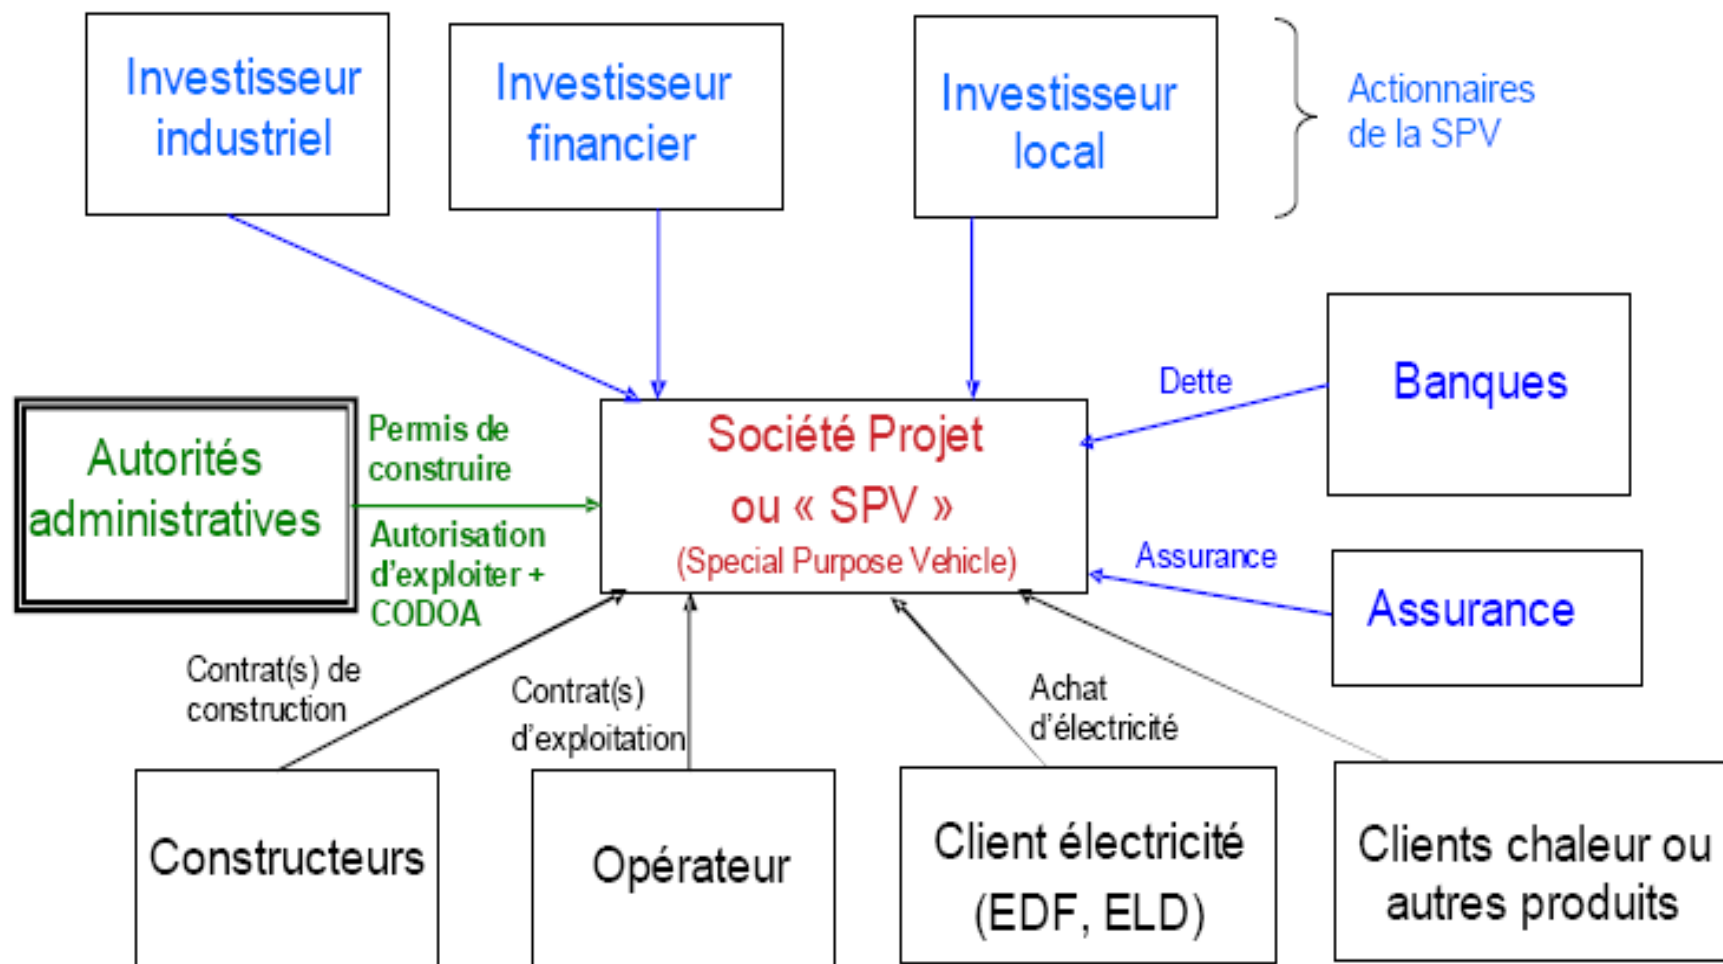 Investisseur
industriel
Investisseur
financier
Investisseur
local
Actionnaires
de la SPV
Dette
Banques
Autorités
administratives
Permis de
construire
Autorisation
d'exploiter +
CODOA
Société Projet
ou « SPV »
(Special Purpose Vehicle)
Assurance
Assurance
Contrat(s) de
construction
Contrat(s)
d'exploitation
Achat
d'électricité
Constructeurs
Opérateur
Client électricité
(EDF, ELD)
Clients chaleur ou
autres produits